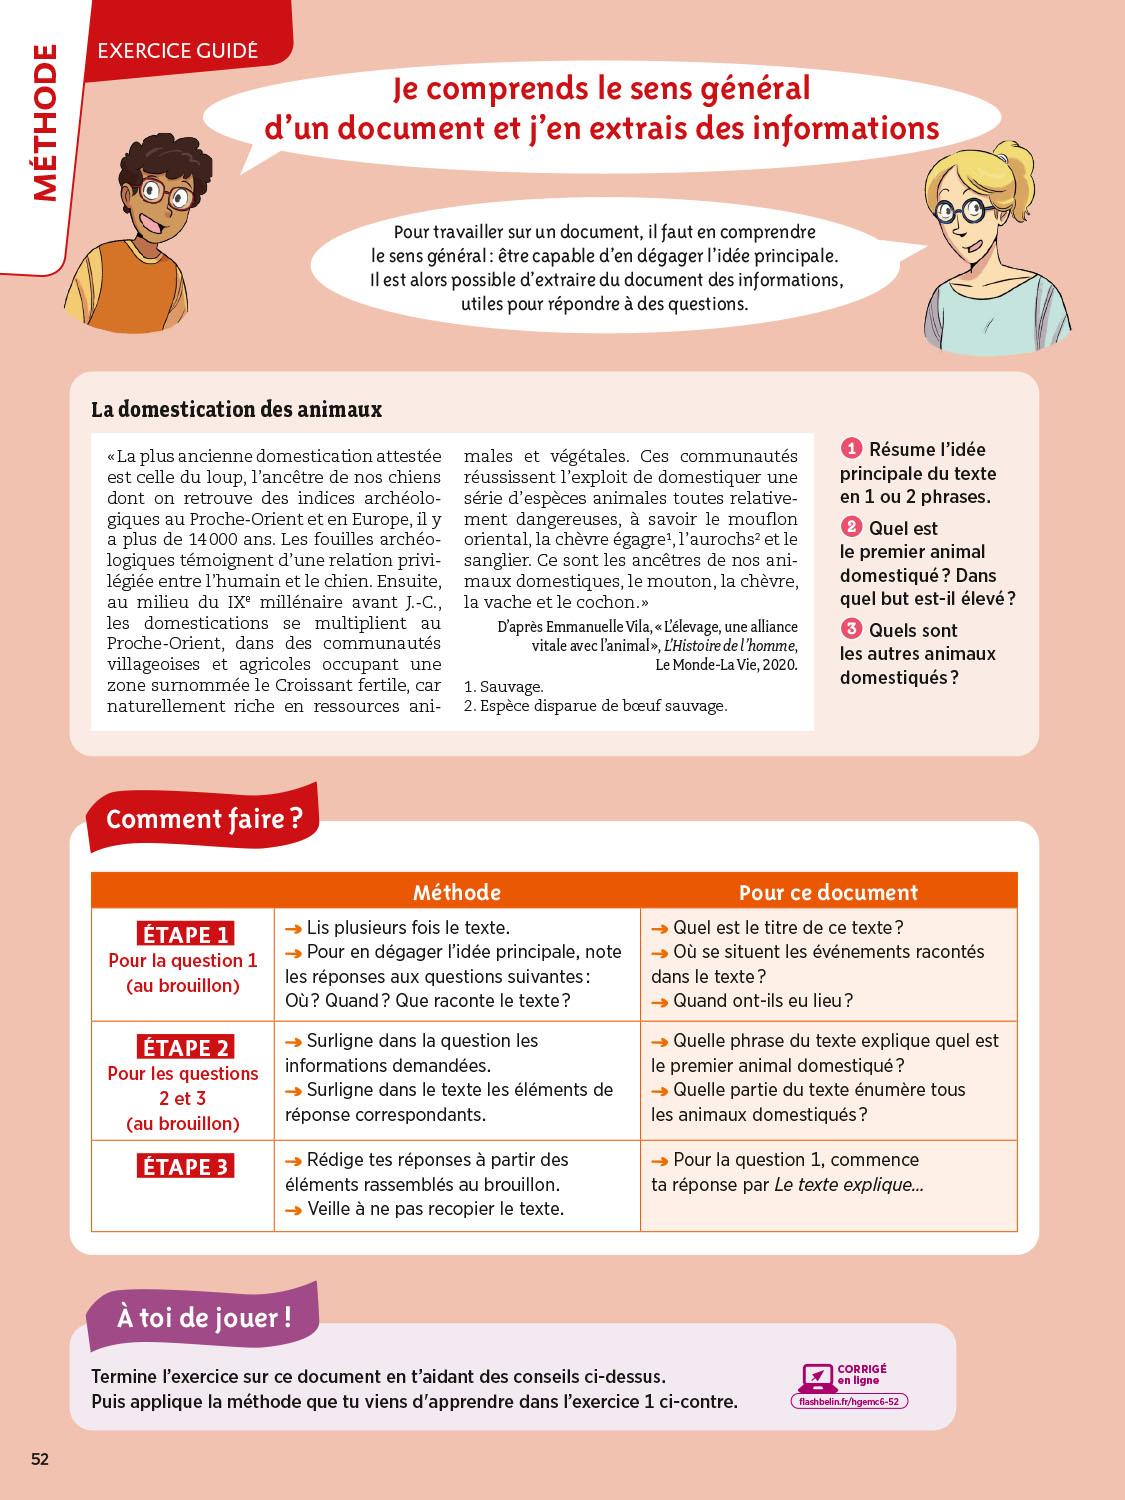 MÉTHODE
EXERCICE GUIDÉ
Je comprends le sens général
d’un document et j’en extrais des informations
Pour travailler sur un document, il faut en comprendre
le sens général : être capable d’en dégager l’idée principale.
Il est alors possible d’extraire du document des informations,
utiles pour répondre à des questions.
La domestication des animaux
« La plus ancienne domestication attestée
est celle du loup, l’ancêtre de nos chiens
dont on retrouve des indices archéolo-
giques au Proche-Orient et en Europe, il y
a plus de 14 000 ans. Les fouilles archéo-
logiques témoignent d’une relation privi-
légiée entre l’humain et le chien. Ensuite,
au milieu du IXe millénaire avant J.-C.,
les domestications se multiplient au
Proche-Orient, dans des communautés
villageoises et agricoles occupant une
zone surnommée le Croissant fertile, car
naturellement riche en ressources ani-
males et végétales. Ces communautés
réussissent l’exploit de domestiquer une
série d’espèces animales toutes relative-
ment dangereuses, à savoir le mouflon
oriental, la chèvre égagre¹, l’aurochs² et le
sanglier. Ce sont les ancêtres de nos ani-
maux domestiques, le mouton, la chèvre,
la vache et le cochon. »
D’après Emmanuelle Vila, « L’élevage, une alliance
vitale avec l’animal », L’Histoire de l’homme,
Le Monde-La Vie, 2020.
1. Sauvage.
2. Espèce disparue de bœuf sauvage.
1 Résume l’idée
principale du texte
en 1 ou 2 phrases.
2 Quel est
le premier animal
domestiqué ? Dans
quel but est-il élevé ?
3 Quels sont
les autres animaux
domestiqués ?
Comment faire ?
Méthode
Pour ce document
ÉTAPE 1
Pour la question 1
(au brouillon)
➞ Lis plusieurs fois le texte.
➞ Pour en dégager l’idée principale, note
les réponses aux questions suivantes :
Où ? Quand ? Que raconte le texte ?
➞ Quel est le titre de ce texte ?
➞ Où se situent les événements racontés
dans le texte ?
➞ Quand ont-ils eu lieu ?
ÉTAPE 2
Pour les questions
2 et 3
(au brouillon)
➞ Surligne dans la question les
informations demandées.
➞ Surligne dans le texte les éléments de
réponse correspondants.
➞ Quelle phrase du texte explique quel est
le premier animal domestiqué ?
➞ Quelle partie du texte énumère tous
les animaux domestiqués ?
ÉTAPE 3
➞ Rédige tes réponses à partir des
éléments rassemblés au brouillon.
➞ Veille à ne pas recopier le texte.
➞ Pour la question 1, commence
ta réponse par Le texte explique…
À toi de jouer !
Termine l’exercice sur ce document en t’aidant des conseils ci-dessus.
Puis applique la méthode que tu viens d’apprendre dans l’exercice 1 ci-contre.
CORRIGÉ
en ligne
flashbelin.fr/hgemc6-52
52